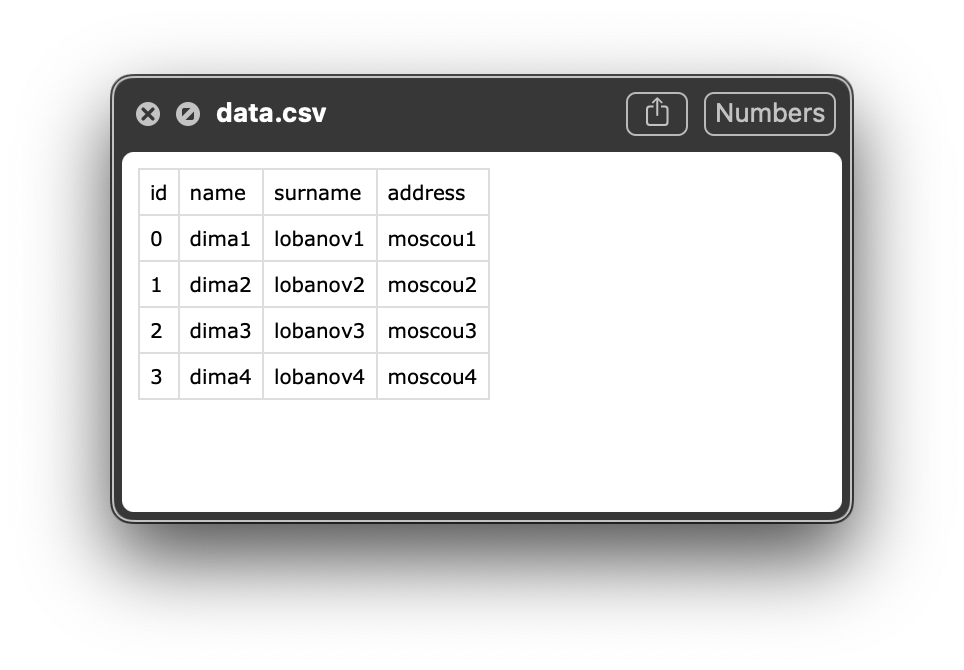 data.csv Numbers
id name surname address
0 dima1 lobanov1 moscou1
1 dima2 lobanov2 moscou2
2 dima3 lobanov3 moscou3
3 dima4 lobanov4 moscou4